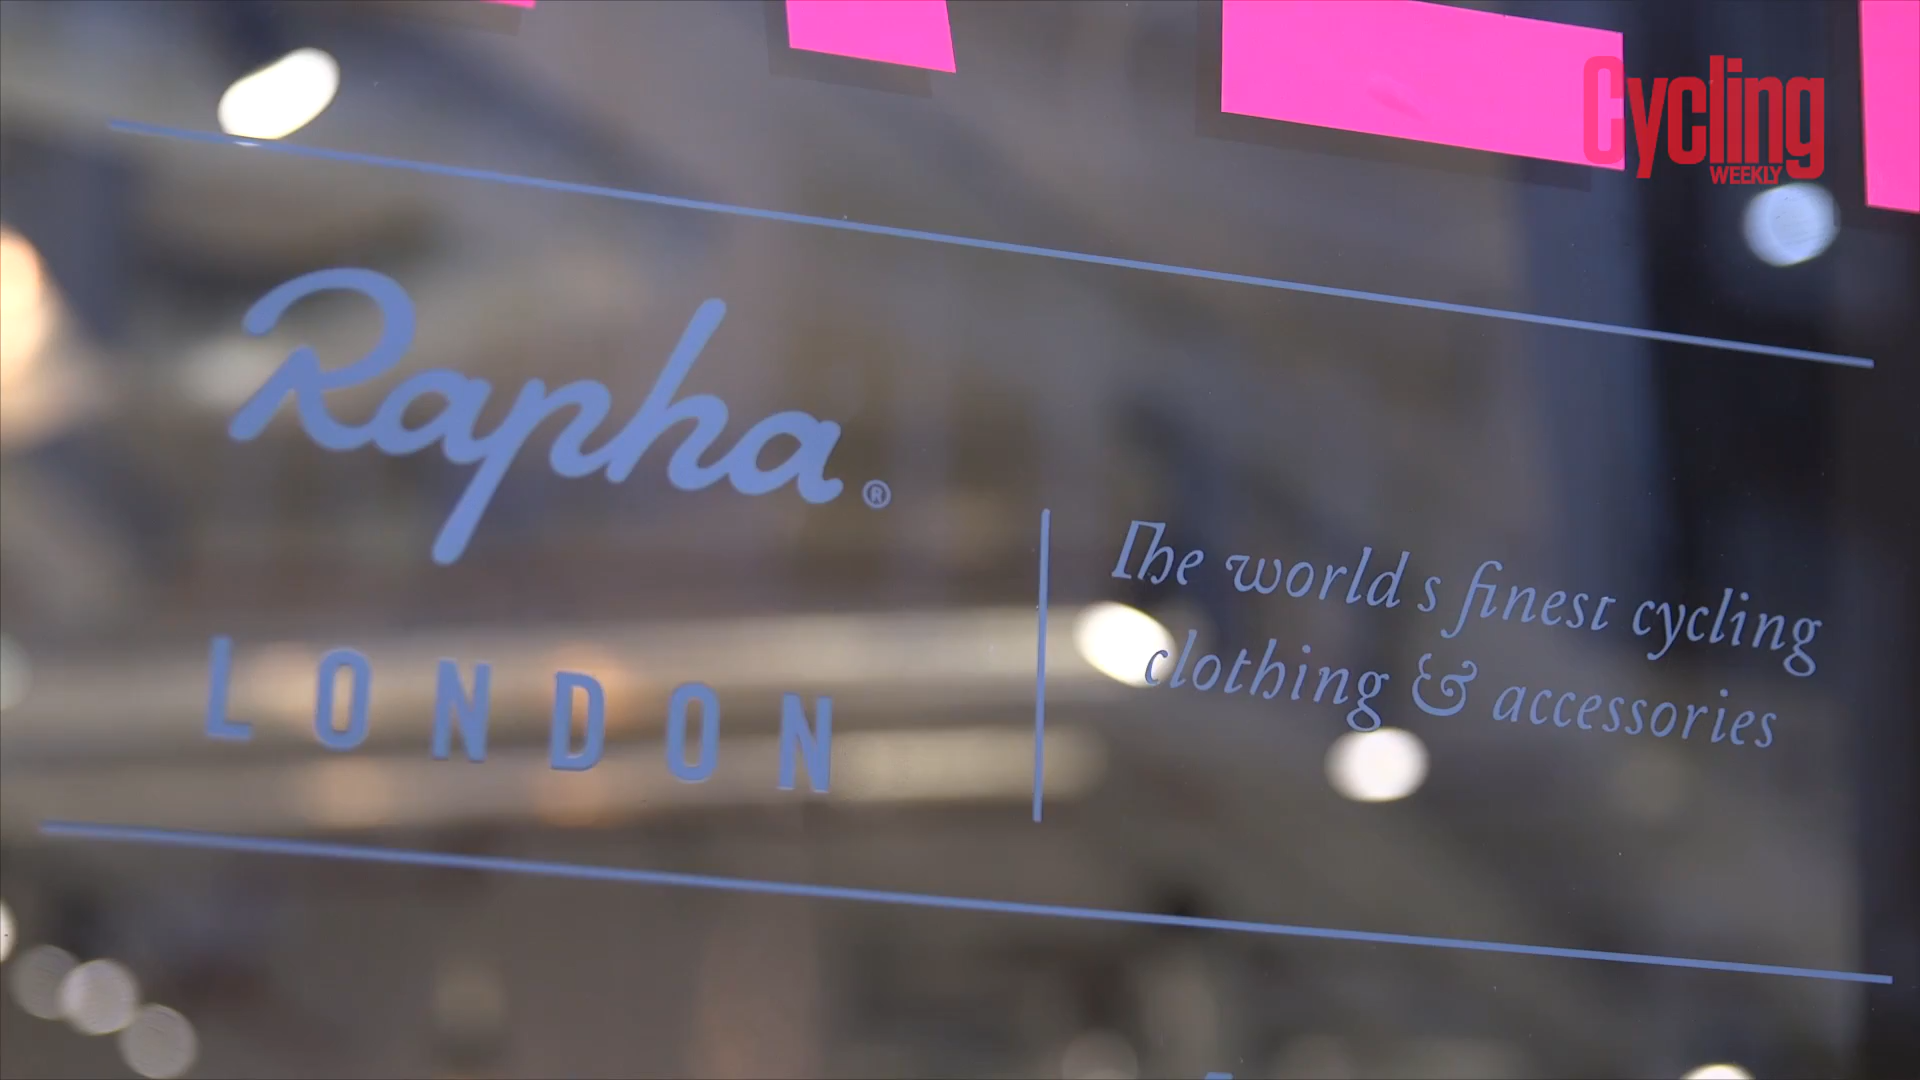 Cycling
WEEKLY
Rapha®
LONDON
The world s finest cycling
clothing & accessories